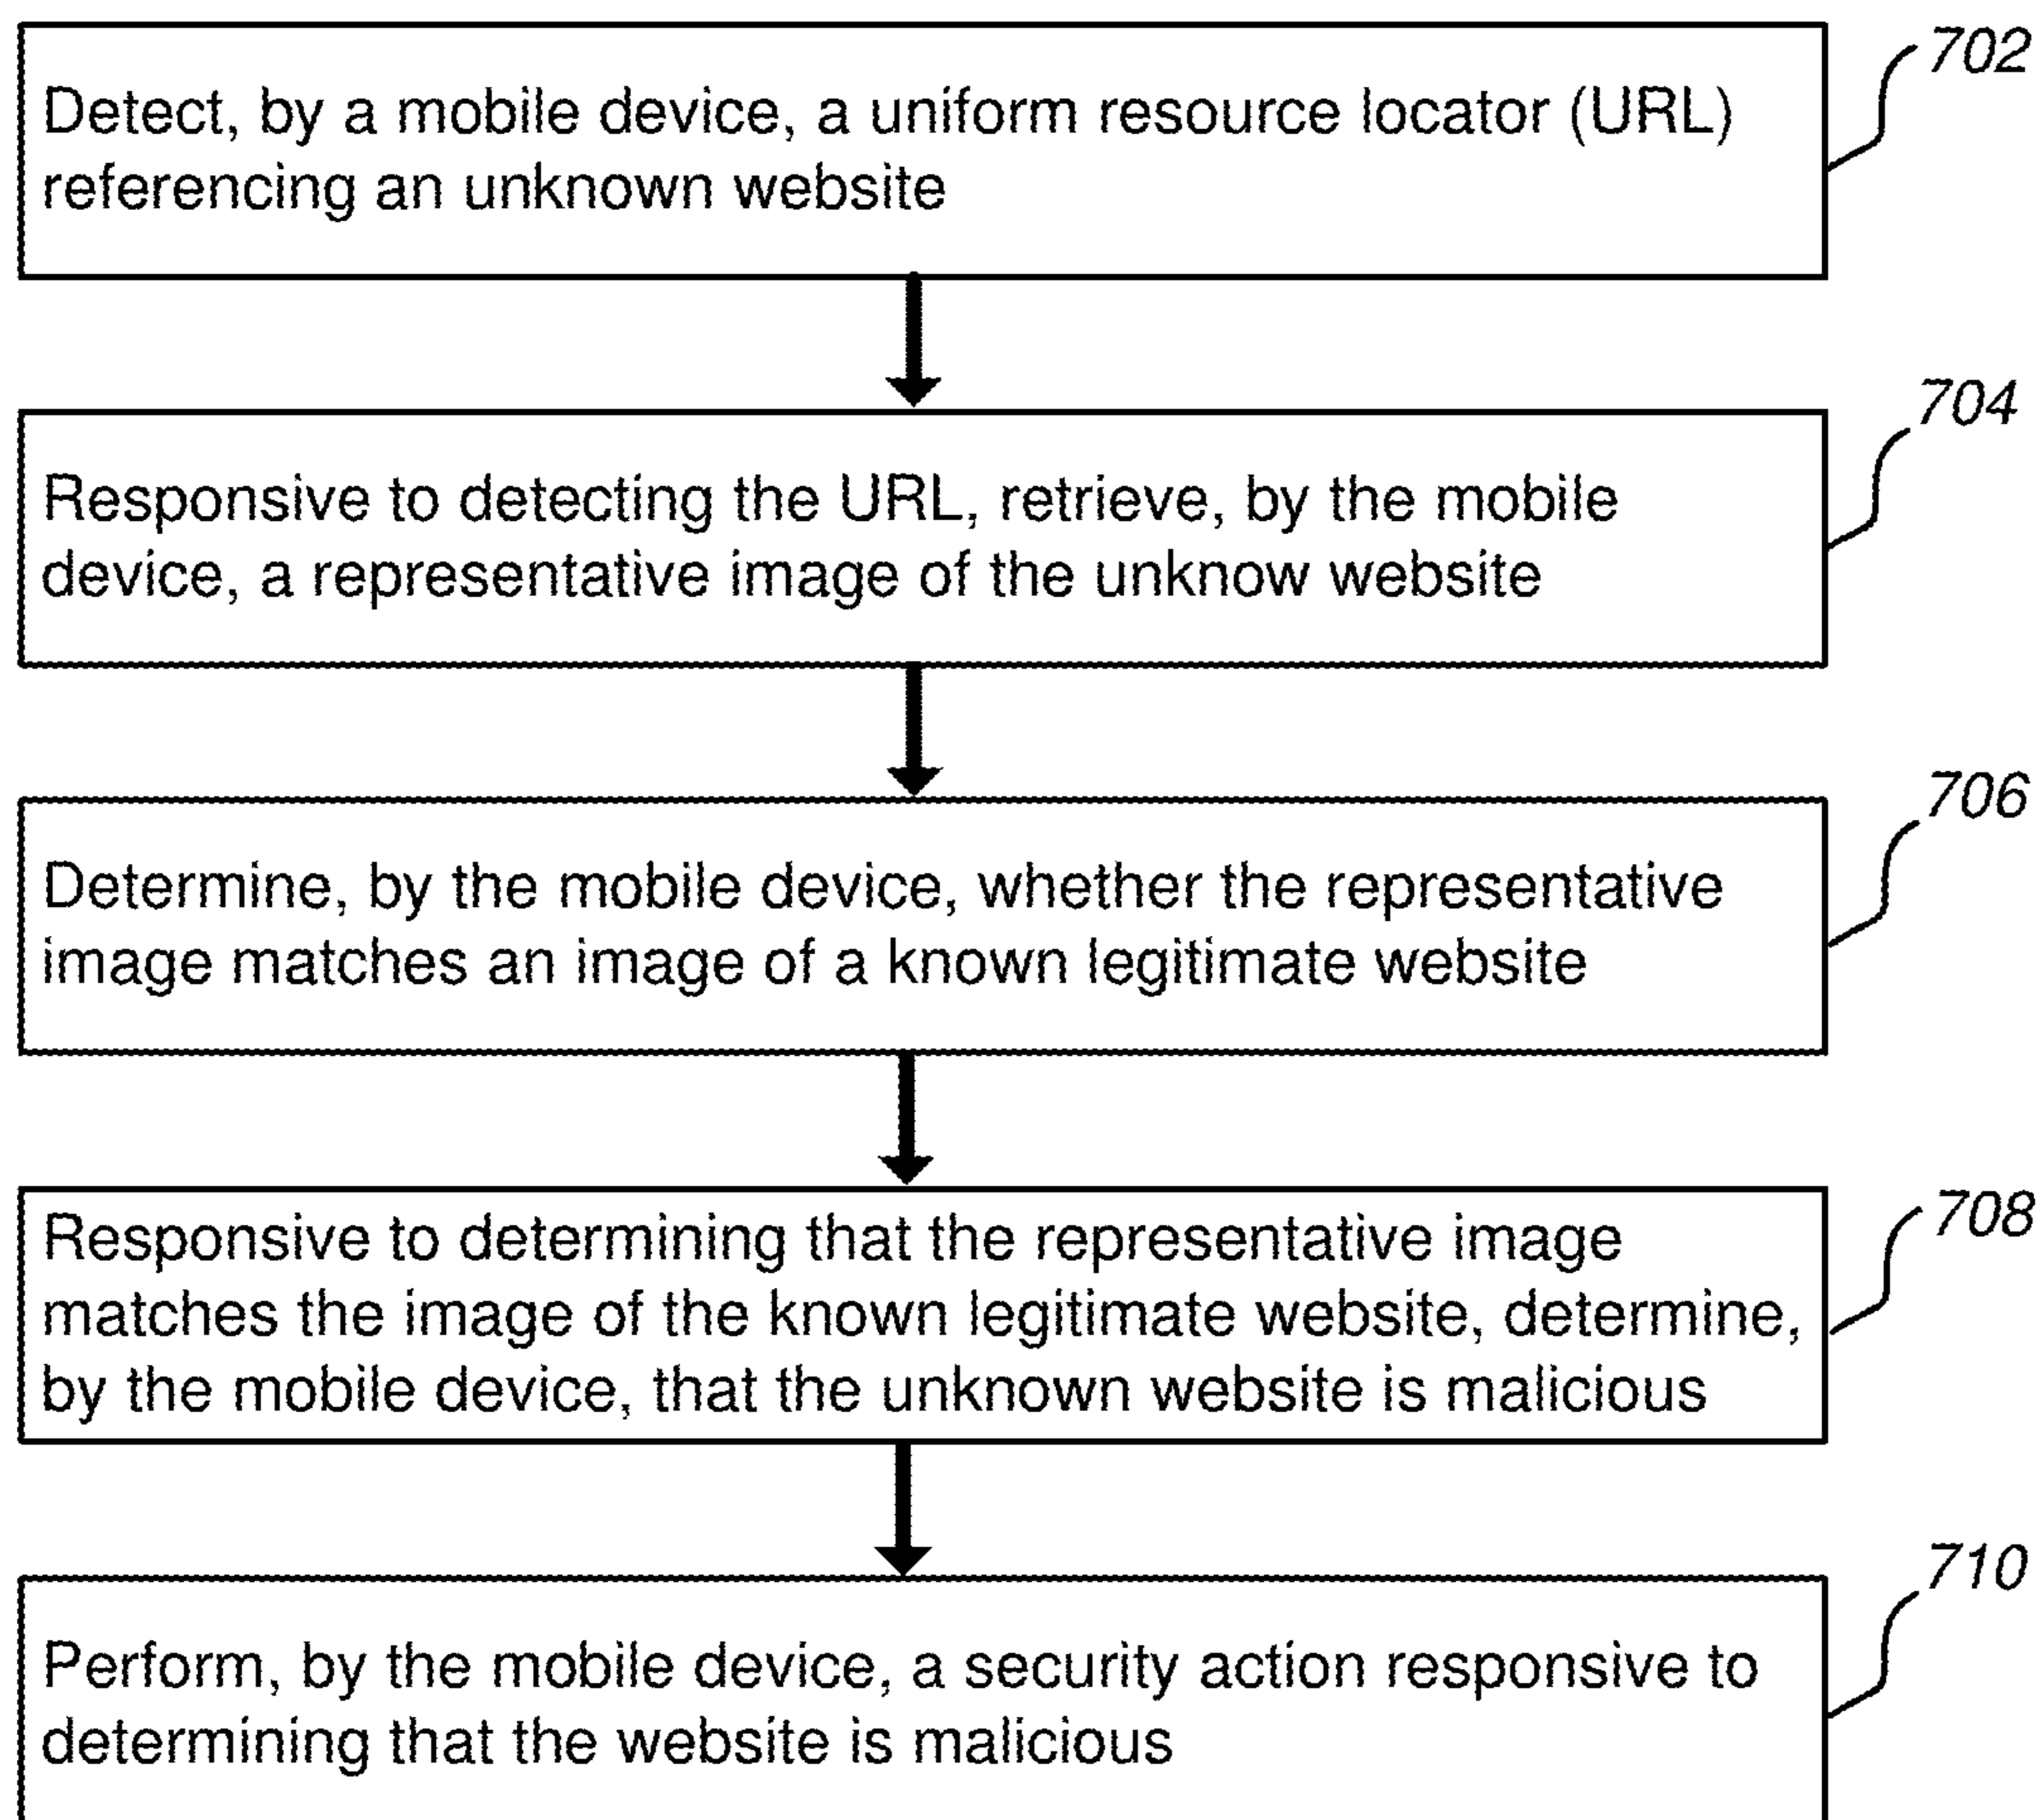 702
Detect, by a mobile device, a uniform resource locator (URL)
referencing an unknown website
704
Responsive to detecting the URL, retrieve, by the mobile
device, a representative image of the unknow website
706
Determine, by the mobile device, whether the representative
image matches an image of a known legitimate website
708
Responsive to determining that the representative image
matches the image of the known legitimate website, determine,
by the mobile device, that the unknown website is malicious
710
Perform, by the mobile device, a security action responsive to
determining that the website is malicious